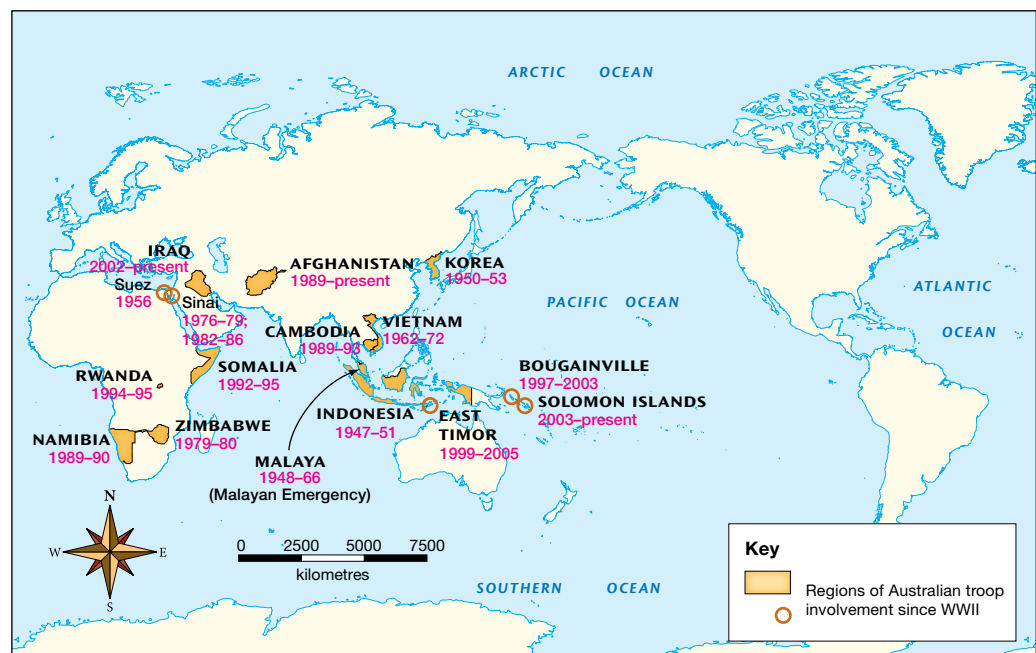 ARCTIC OCEAN
IRAQ
2002–present
Suez
1956
Sinai
1976–79;
1982–86
AFGHANISTAN
1989–present
KOREA
1950–53
PACIFIC OCEAN
ATLANTIC
OCEAN
CAMBODIA
1989–93
VIETNAM
1962–72
SOMALIA
1992–95
RWANDA
1994–95
BOUGAINVILLE
1997–2003
SOLOMON ISLANDS
2003–present
INDONESIA
1947–51
EAST
TIMOR
1999–2005
ZIMBABWE
1979–80
NAMIBIA
1989–90
MALAYA
1948–66
(Malayan Emergency)
N
W
E
S
0 2500 5000 7500
kilometres
SOUTHERN OCEAN
Key
Regions of Australian troop
involvement since WWII